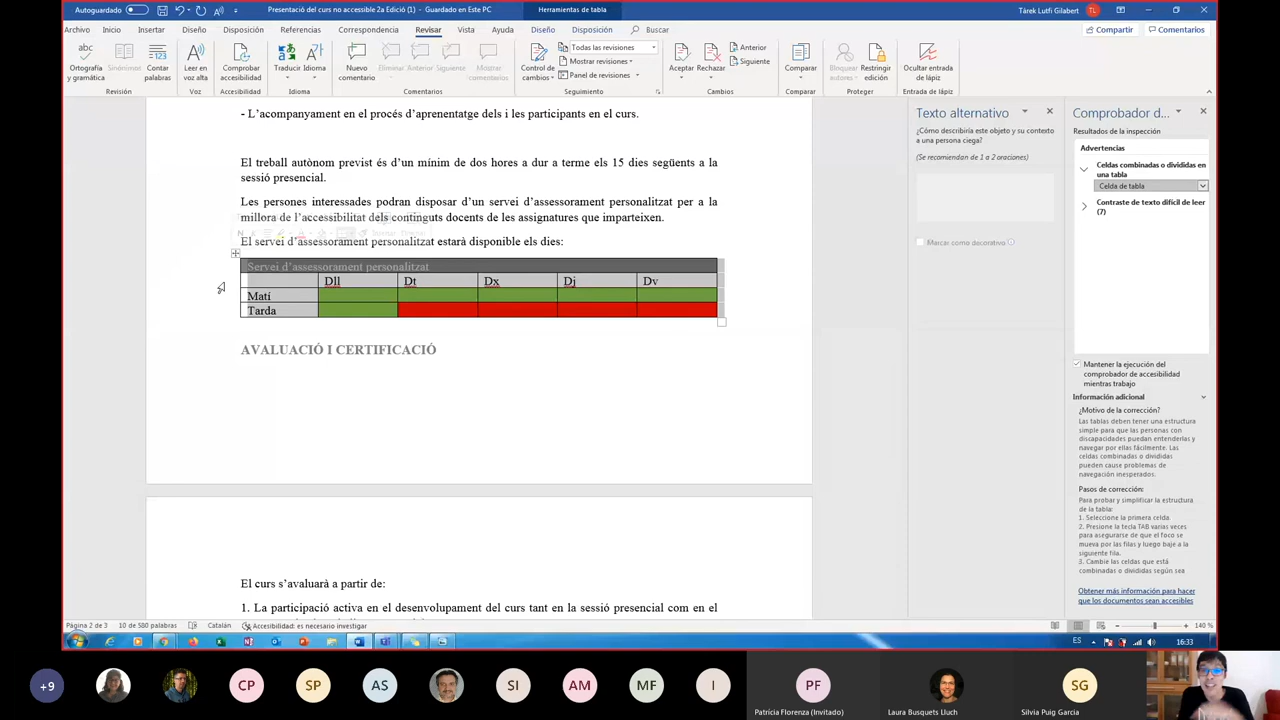 Autoguardado
Presentació del curs no accessible 2a Edició (1) - Guardado en Este PC
Herramientas de tabla
Tárek Lutfi Gilabert
TL
Archivo Inicio Insertar Diseño Disposición Referencias Correspondencia Revisar Vista Ayuda Diseño Disposición Buscar
Compartir
Comentarios
Ortografía y gramática
Sinónimos
Contar palabras
Leer en voz alta
Comprobar accesibilidad
Traducir
Idioma
Nuevo comentario
Eliminar
Anterior
Siguiente
Mostrar comentarios
Control de cambios
Todas las revisiones
Mostrar revisiones
Panel de revisiones
Aceptar
Rechazar
Anterior
Siguiente
Comparar
Bloquear autores
Restringir edición
Ocultar entrada de lápiz
Revisión
Voz
Accesibilidad
Idioma
Comentarios
Seguimiento
Cambios
Comparar
Proteger
Entrada de lápiz
- L'acompanyament en el procés d'aprenentatge dels i les participants en el curs.
El treball autònom previst és d'un mínim de dos hores a dur a terme els 15 dies següents a la
sessió presencial.
Les persones interessades podran disposar d'un servei d'assessorament personalitzat per a la
millora de l'accessibilitat dels continguts docents de les assignatures que imparteixen.
El servei d'assessorament personalitzat estarà disponible els dies:
Servei d'assessorament personalitzat
Dll Dt Dx Dj Dv
Matí
Tarda
AVALUACIÓ I CERTIFICACIÓ
El curs s'avaluarà a partir de:
1. La participació activa en el desenvolupament del curs tant en la sessió presencial com en el
Texto alternativo
¿Cómo describiría este objeto y su contexto
a una persona ciega?
(Se recomiendan de 1 a 2 oraciones)
Marcar como decorativo
Comprobador d...
Resultados de la inspección
Advertencias
Celdas combinadas o divididas en
una tabla
Celda de tabla
Contraste de texto difícil de leer
(7)
Mantener la ejecución del
comprobador de accesibilidad
mientras trabajo
Información adicional
¿Motivo de la corrección?
Las tablas deben tener una estructura
simple para que las personas con
discapacidades puedan entenderlas y
navegar por ellas fácilmente. Las
celdas combinadas o divididas
pueden causar problemas de
navegación inesperados.
Pasos de corrección:
Para probar y simplificar la estructura
de la tabla:
1. Seleccione la primera celda.
2. Presione la tecla TAB varias veces
para asegurarse de que el foco se
mueva por las filas y luego baje a la
siguiente fila.
3. Cambie las celdas que está
combinadas o divididas según sea
Obtener más información para hacer
que los documentos sean accesibles
Página 2 de 3
10 de 580 palabras
Catalán
Accesibilidad: es necesario investigar
140 %
ES
16:33
+9
CP
SP
AS
SI
AM
MF
I
PF
SG
Patrícia Florenza (Invitado)
Laura Busquets Lluch
Silvia Puig Garcia